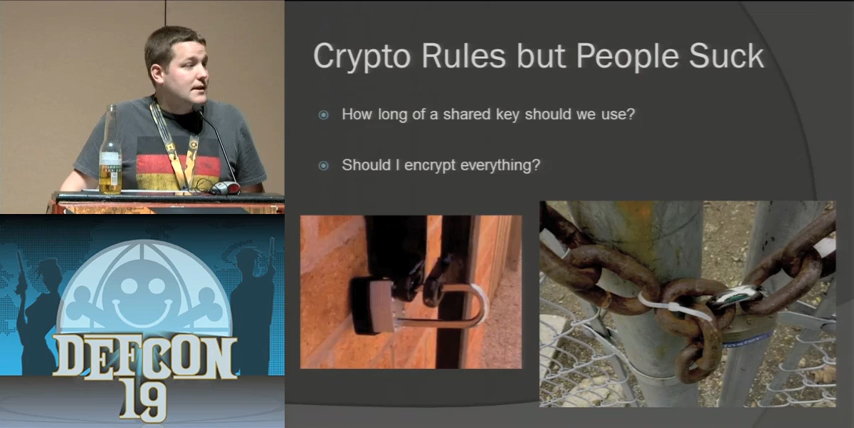 Crypto Rules but People Suck
How long of a shared key should we use?
Should I encrypt everything?
DEFCON
19